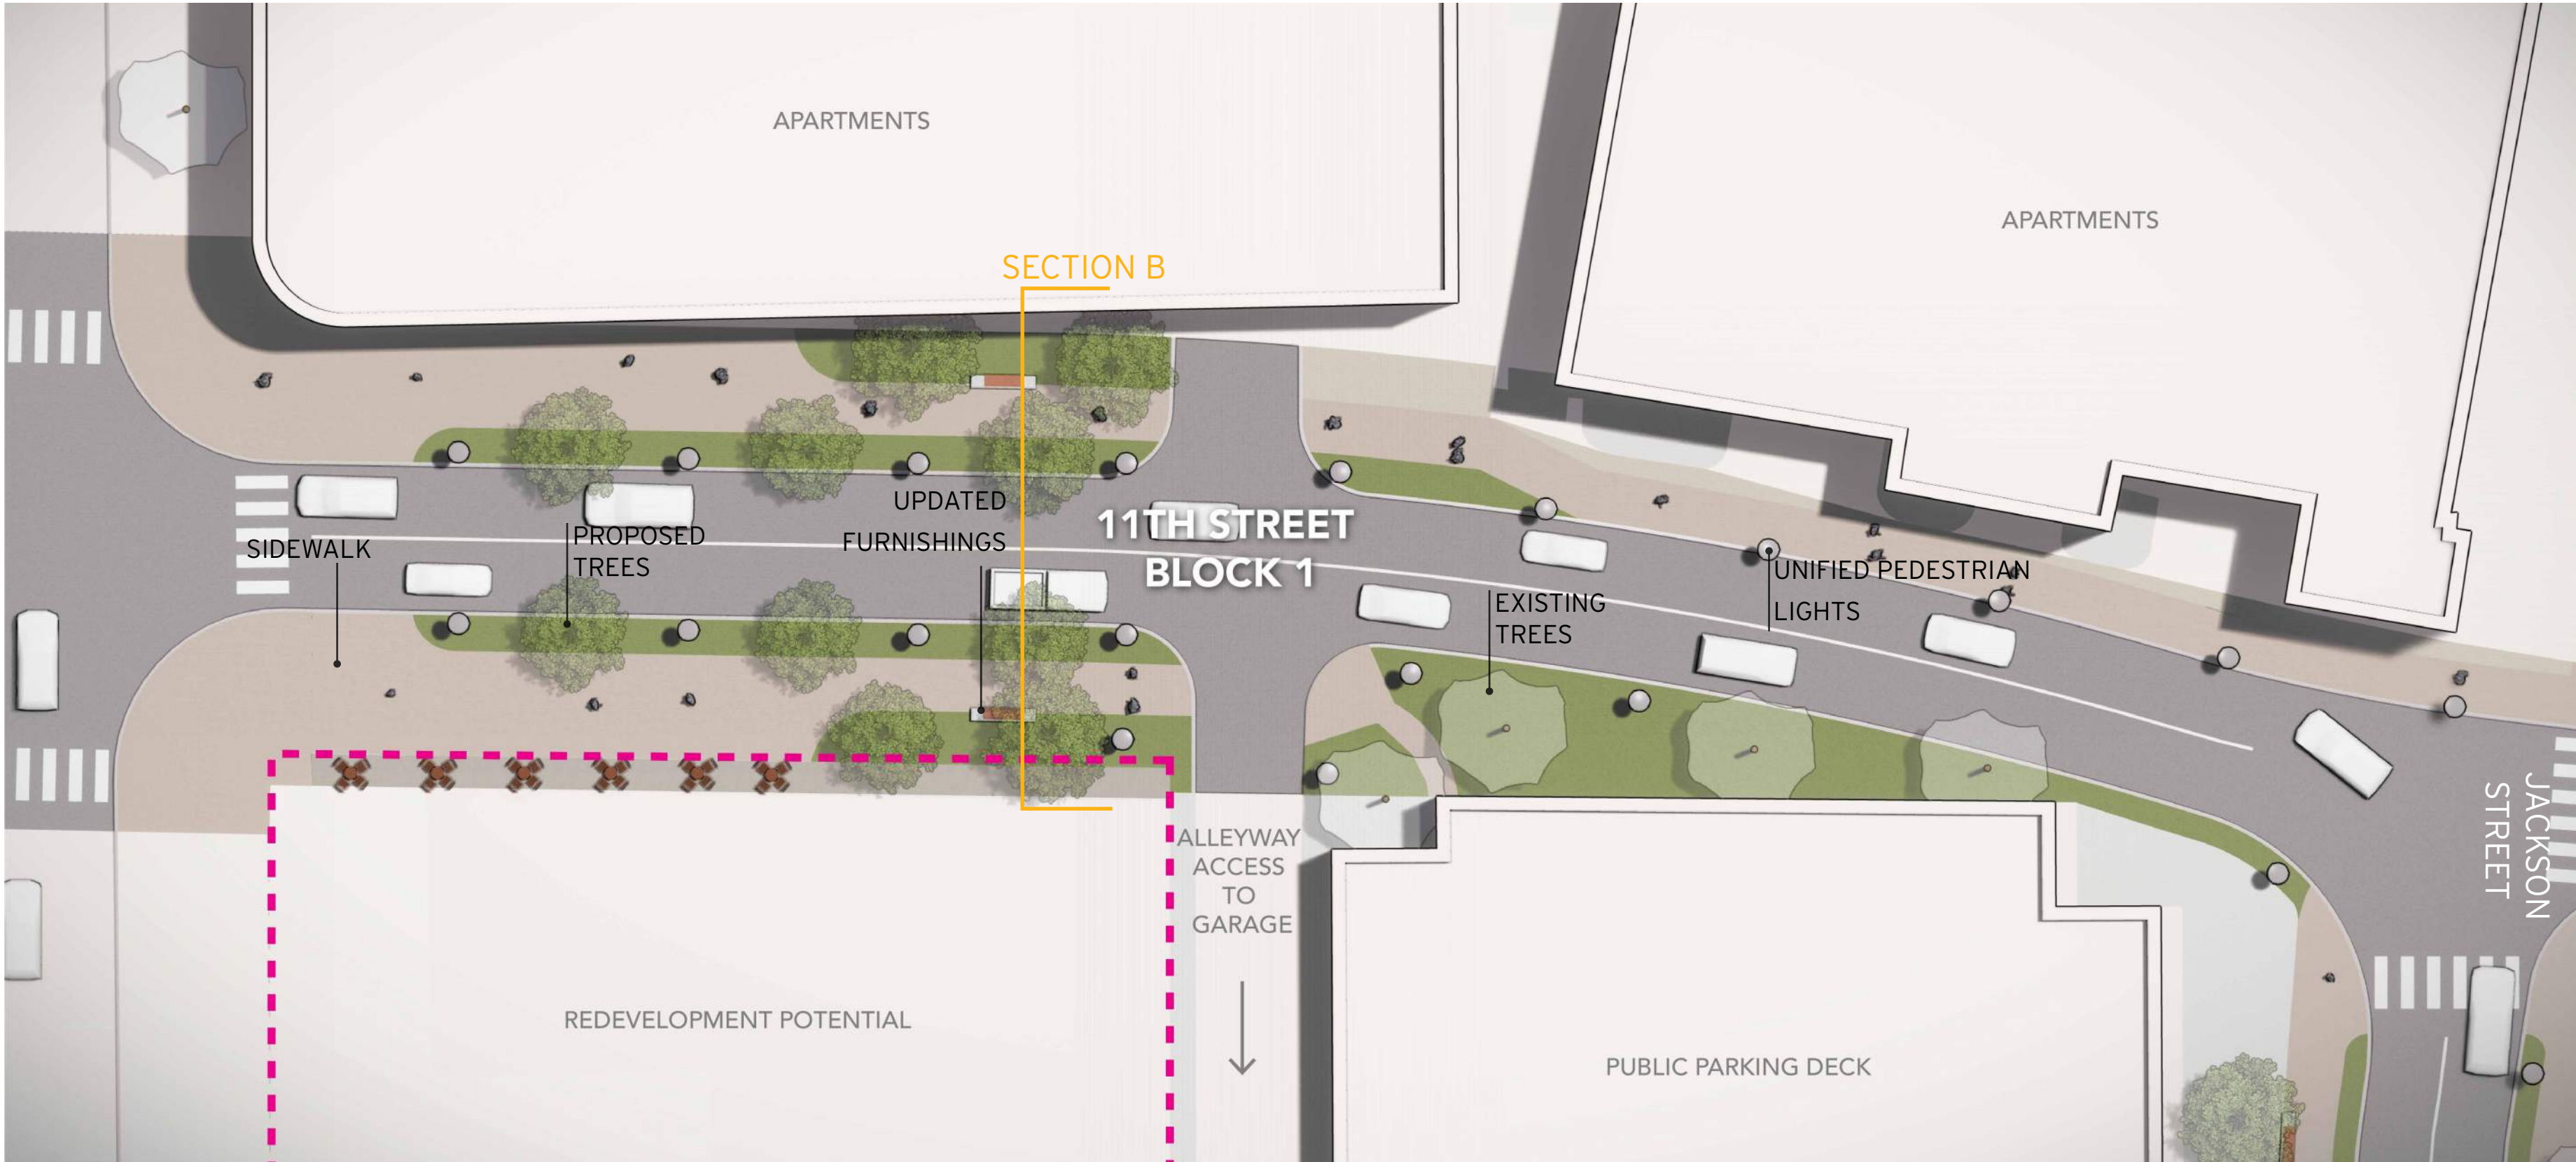 APARTMENTS
APARTMENTS
SECTION B
UPDATED
FURNISHINGS
11TH STREET
BLOCK 1
SIDEWALK
PROPOSED
TREES
UNIFIED PEDESTRIAN
LIGHTS
EXISTING
TREES
JACKSON
STREET
ALLEYWAY
ACCESS
TO
GARAGE
REDEVELOPMENT POTENTIAL
PUBLIC PARKING DECK